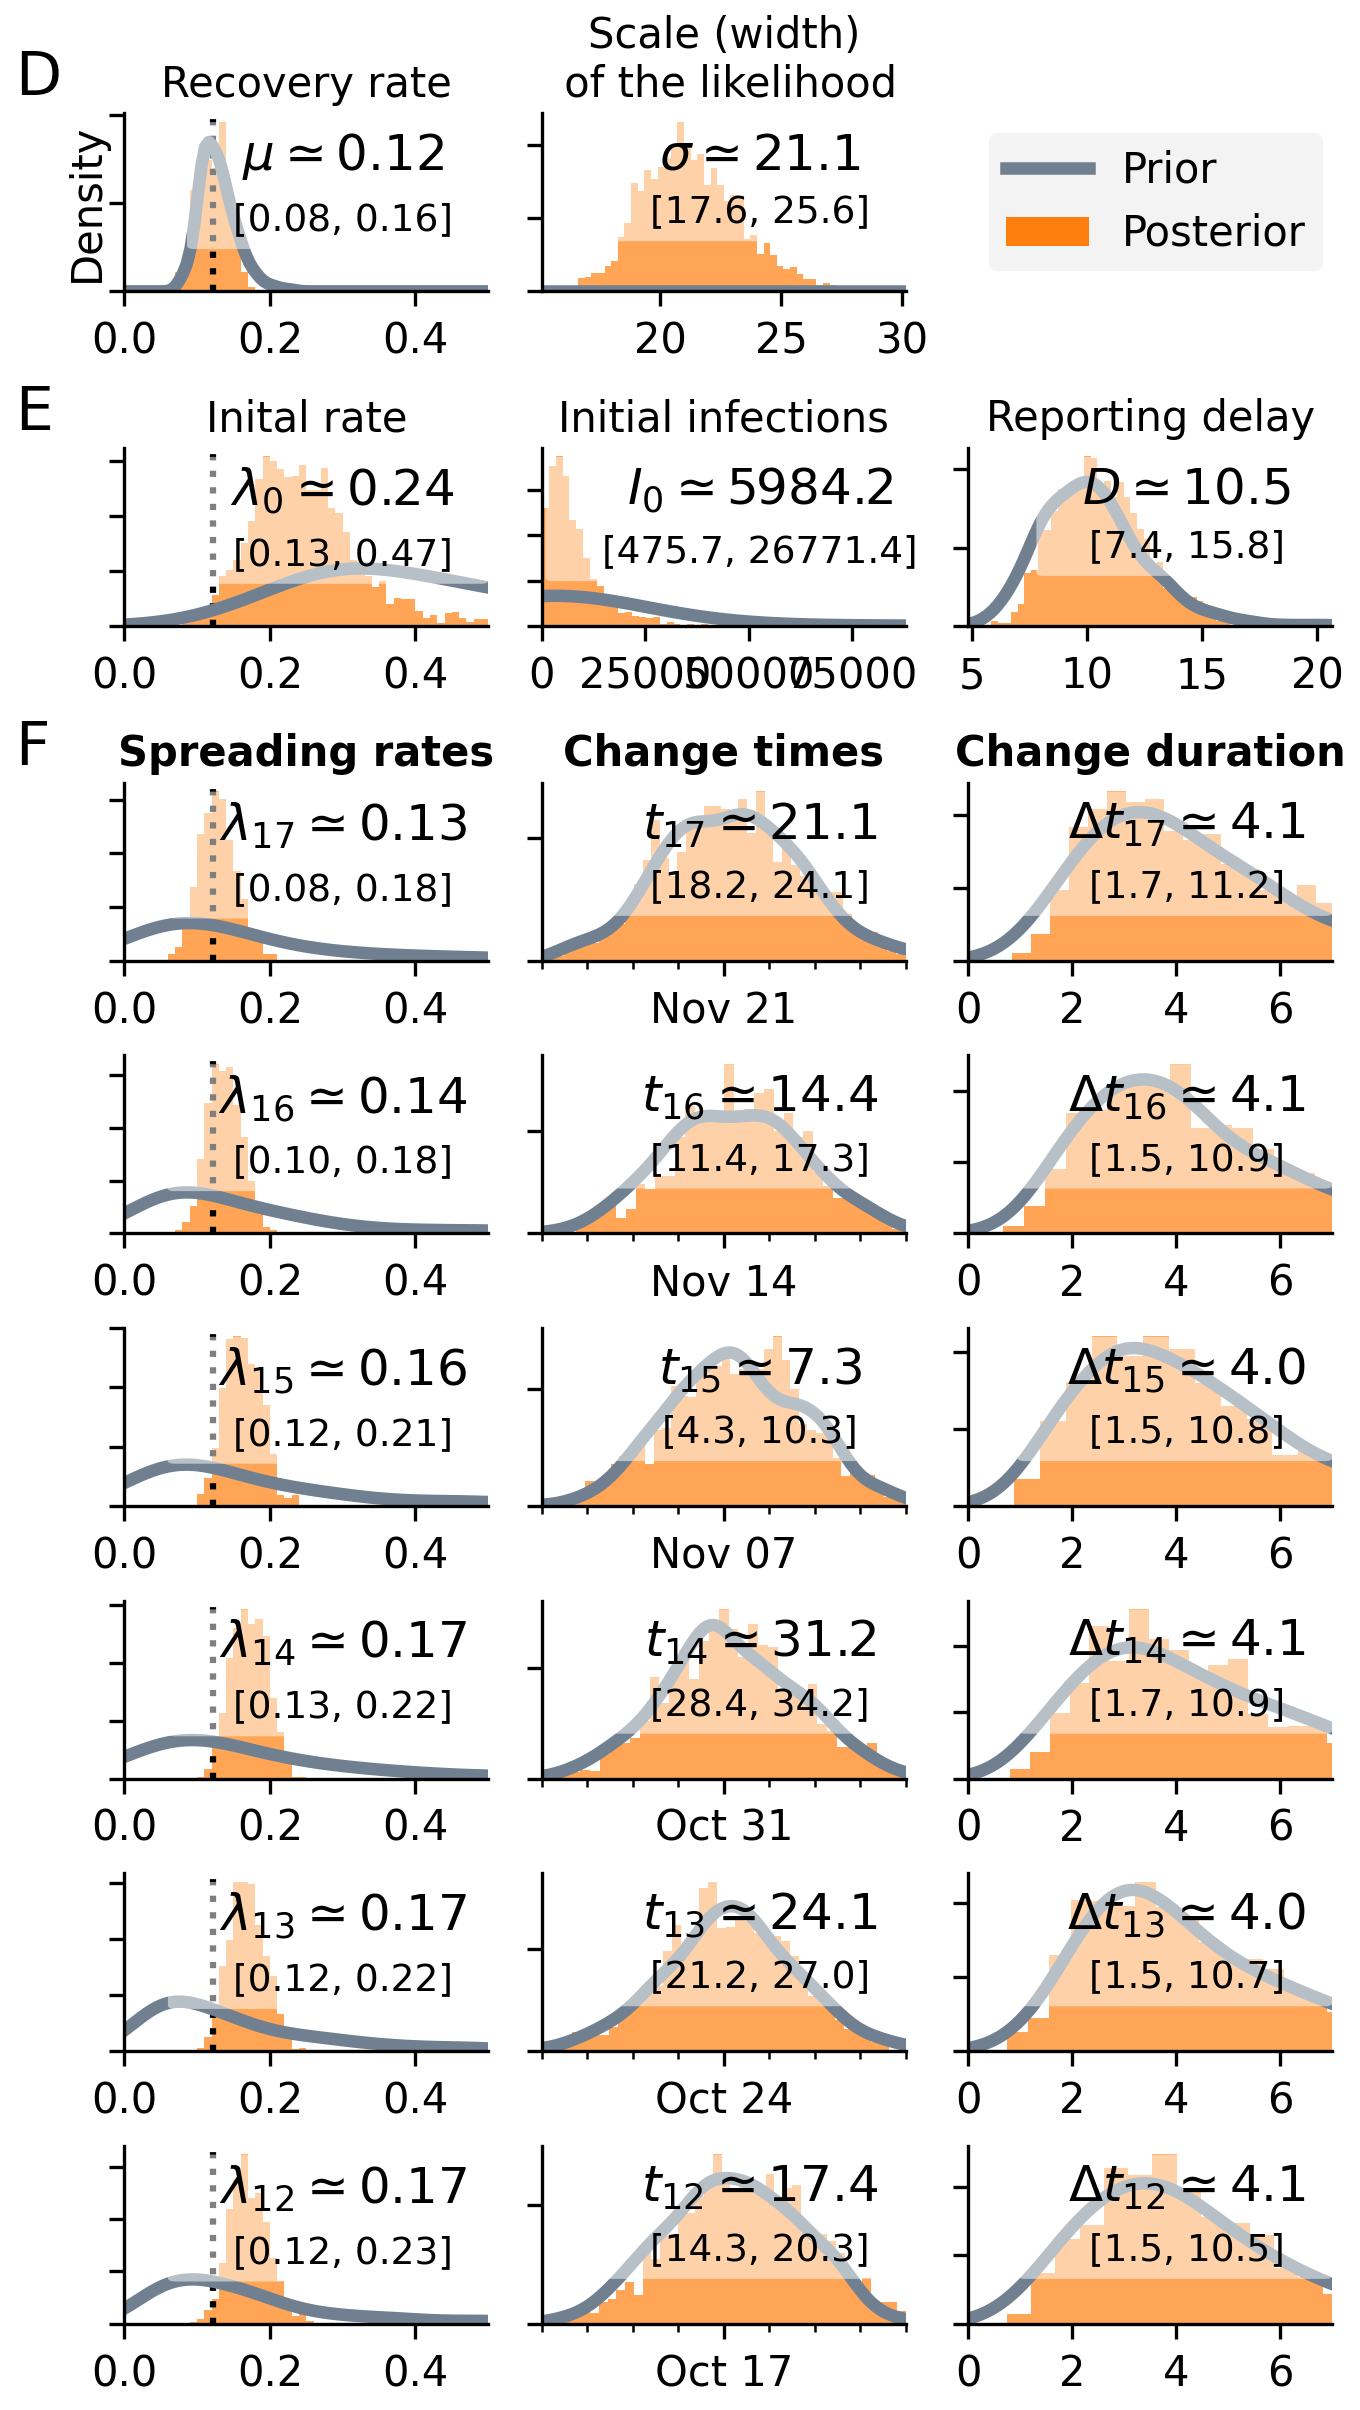 D
Recovery rate
Scale (width)
of the likelihood
Density
μ ≃ 0.12
[0.08, 0.16]
σ ≃ 21.1
[17.6, 25.6]
Prior
Posterior
0.0 0.2 0.4
20 25 30
E
Inital rate
Initial infections
Reporting delay
λ0 ≃ 0.24
[0.13, 0.47]
I0 ≃ 5984.2
[475.7, 26771.4]
D ≃ 10.5
[7.4, 15.8]
0.0 0.2 0.4
0 25000 50000 75000
5 10 15 20
F
Spreading rates
Change times
Change duration
λ17 ≃ 0.13
[0.08, 0.18]
t17 ≃ 21.1
[18.2, 24.1]
Δt17 ≃ 4.1
[1.7, 11.2]
0.0 0.2 0.4
Nov 21
0 2 4 6
λ16 ≃ 0.14
[0.10, 0.18]
t16 ≃ 14.4
[11.4, 17.3]
Δt16 ≃ 4.1
[1.5, 10.9]
0.0 0.2 0.4
Nov 14
0 2 4 6
λ15 ≃ 0.16
[0.12, 0.21]
t15 ≃ 7.3
[4.3, 10.3]
Δt15 ≃ 4.0
[1.5, 10.8]
0.0 0.2 0.4
Nov 07
0 2 4 6
λ14 ≃ 0.17
[0.13, 0.22]
t14 ≃ 31.2
[28.4, 34.2]
Δt14 ≃ 4.1
[1.7, 10.9]
0.0 0.2 0.4
Oct 31
0 2 4 6
λ13 ≃ 0.17
[0.12, 0.22]
t13 ≃ 24.1
[21.2, 27.0]
Δt13 ≃ 4.0
[1.5, 10.7]
0.0 0.2 0.4
Oct 24
0 2 4 6
λ12 ≃ 0.17
[0.12, 0.23]
t12 ≃ 17.4
[14.3, 20.3]
Δt12 ≃ 4.1
[1.5, 10.5]
0.0 0.2 0.4
Oct 17
0 2 4 6